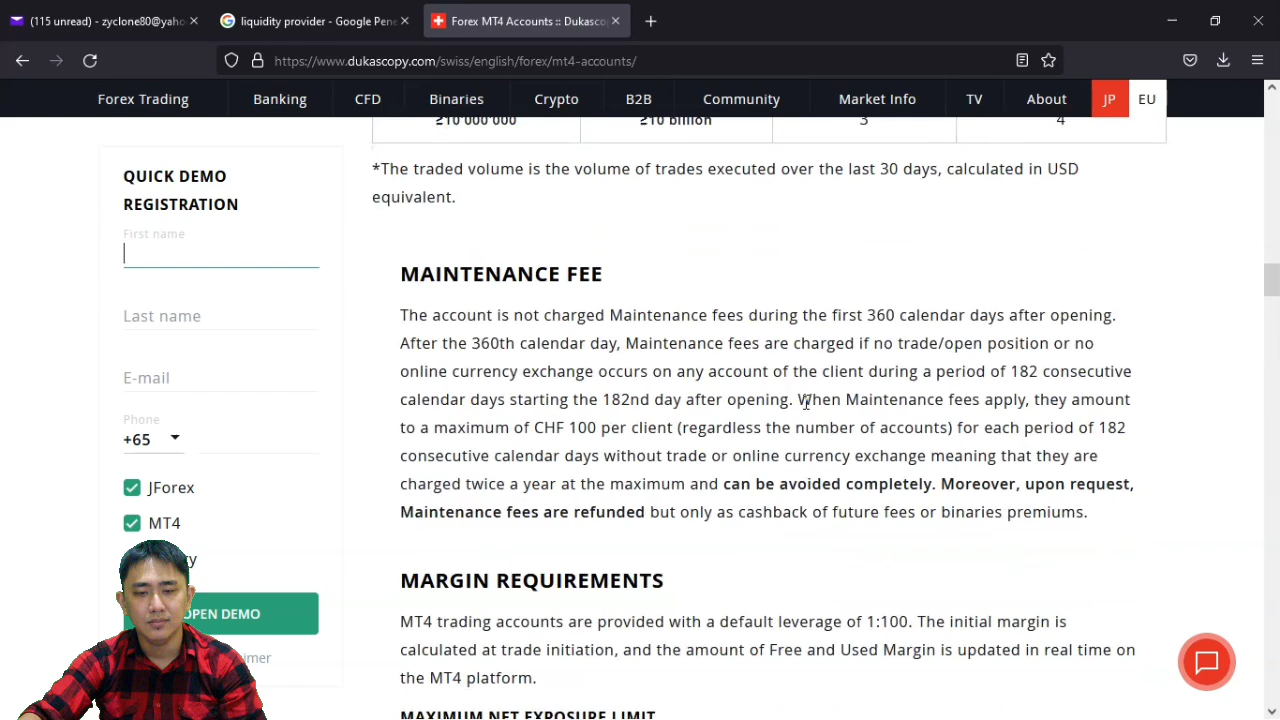 (115 unread) - zyclone80@yaho
liquidity provider - Google Pene
Forex MT4 Accounts :: Dukasco
https://www.dukascopy.com/swiss/english/forex/mt4-accounts/
Forex Trading Banking CFD Binaries Crypto B2B Community Market Info TV About JP EU
≥10 000 000 ≥10 billion 3 4
*The traded volume is the volume of trades executed over the last 30 days, calculated in USD
equivalent.
QUICK DEMO
REGISTRATION
First name
Last name
E-mail
Phone
+65
JForex
MT4
OPEN DEMO
MAINTENANCE FEE
The account is not charged Maintenance fees during the first 360 calendar days after opening.
After the 360th calendar day, Maintenance fees are charged if no trade/open position or no
online currency exchange occurs on any account of the client during a period of 182 consecutive
calendar days starting the 182nd day after opening. When Maintenance fees apply, they amount
to a maximum of CHF 100 per client (regardless the number of accounts) for each period of 182
consecutive calendar days without trade or online currency exchange meaning that they are
charged twice a year at the maximum and can be avoided completely. Moreover, upon request,
Maintenance fees are refunded but only as cashback of future fees or binaries premiums.
MARGIN REQUIREMENTS
MT4 trading accounts are provided with a default leverage of 1:100. The initial margin is
calculated at trade initiation, and the amount of Free and Used Margin is updated in real time on
the MT4 platform.
MAXIMUM NET EXPOSURE LIMIT